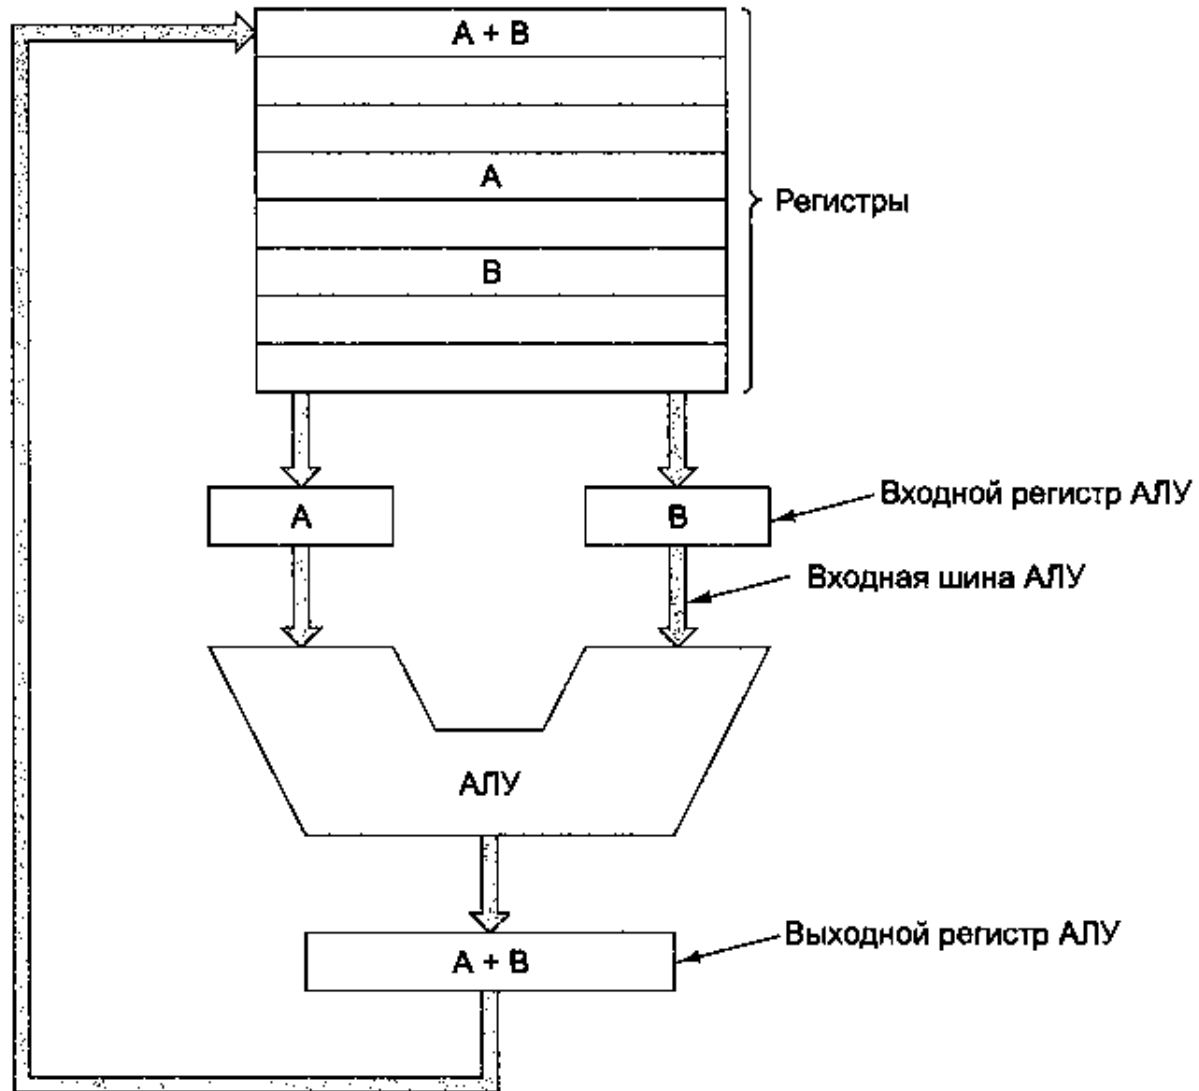 A + B
A
Регистры
B
A
B
Входной регистр АЛУ
Входная шина АЛУ
АЛУ
A + B
Выходной регистр АЛУ